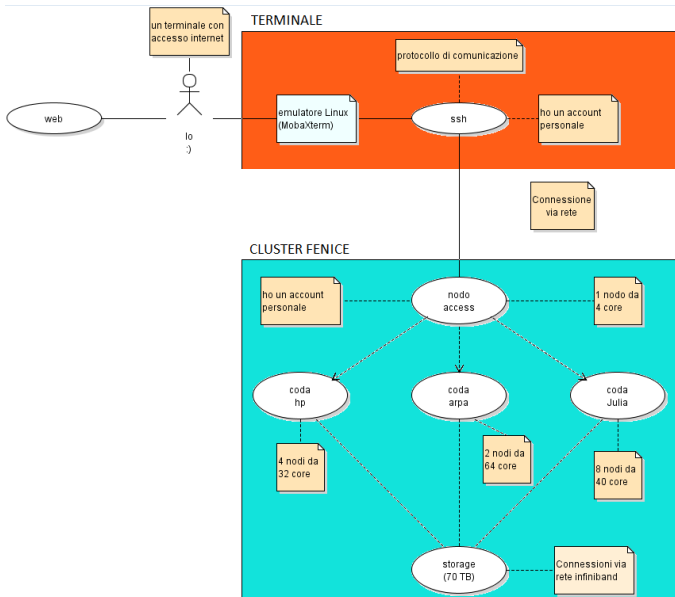 TERMINALE
un terminale con
accesso internet
protocollo di comunicazione
web
Io
:)
emulatore Linux
(MobaXterm)
ssh
ho un account
personale
Connessione
via rete
CLUSTER FENICE
ho un account
personale
nodo
access
1 nodo da
4 core
coda
hp
coda
arpa
coda
Julia
4 nodi da
32 core
2 nodi da
64 core
8 nodi da
40 core
storage
(70 TB)
Connessioni via
rete infiniband